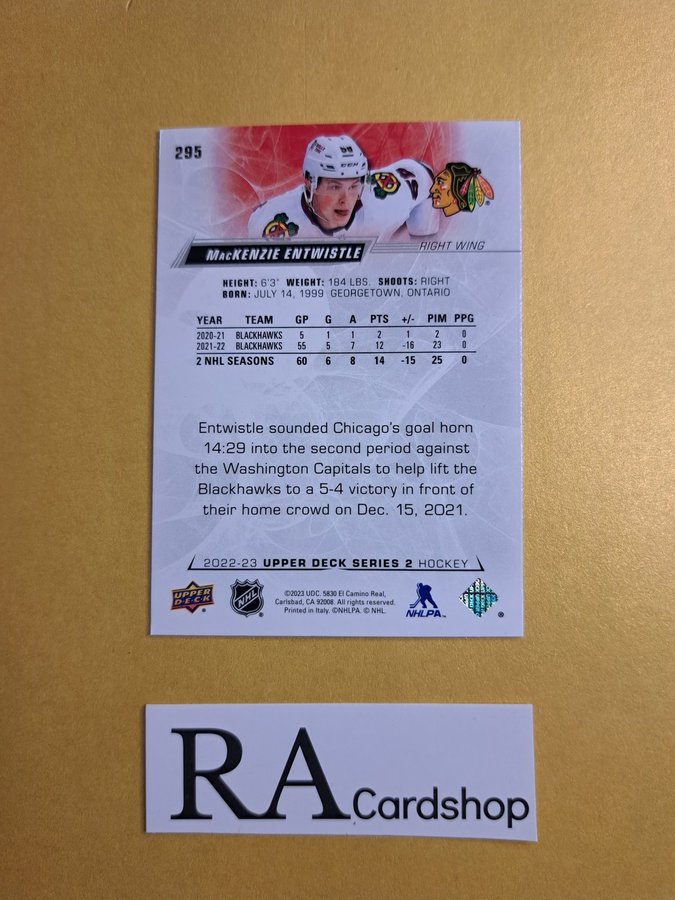 295
58
CCM
58
MacKENZIE ENTWISTLE
RIGHT WING
HEIGHT: 6'3" WEIGHT: 184 LBS. SHOOTS: RIGHT
BORN: JULY 14, 1999 GEORGETOWN, ONTARIO
YEAR TEAM GP G A PTS +/- PIM PPG
2020-21 BLACKHAWKS 5 1 1 2 1 2 0
2021-22 BLACKHAWKS 55 5 7 12 -16 23 0
2 NHL SEASONS 60 6 8 14 -15 25 0
Entwistle sounded Chicago's goal horn
14:29 into the second period against
the Washington Capitals to help lift the
Blackhawks to a 5-4 victory in front of
their home crowd on Dec. 15, 2021.
2022-23 UPPER DECK SERIES 2 HOCKEY
UPPER DECK ®
NHL
©2023 UDC. 5830 El Camino Real,
Carlsbad, CA 92008. All rights reserved.
Printed in Italy. ©NHLPA. © NHL.
NHLPA™
®
RA Cardshop